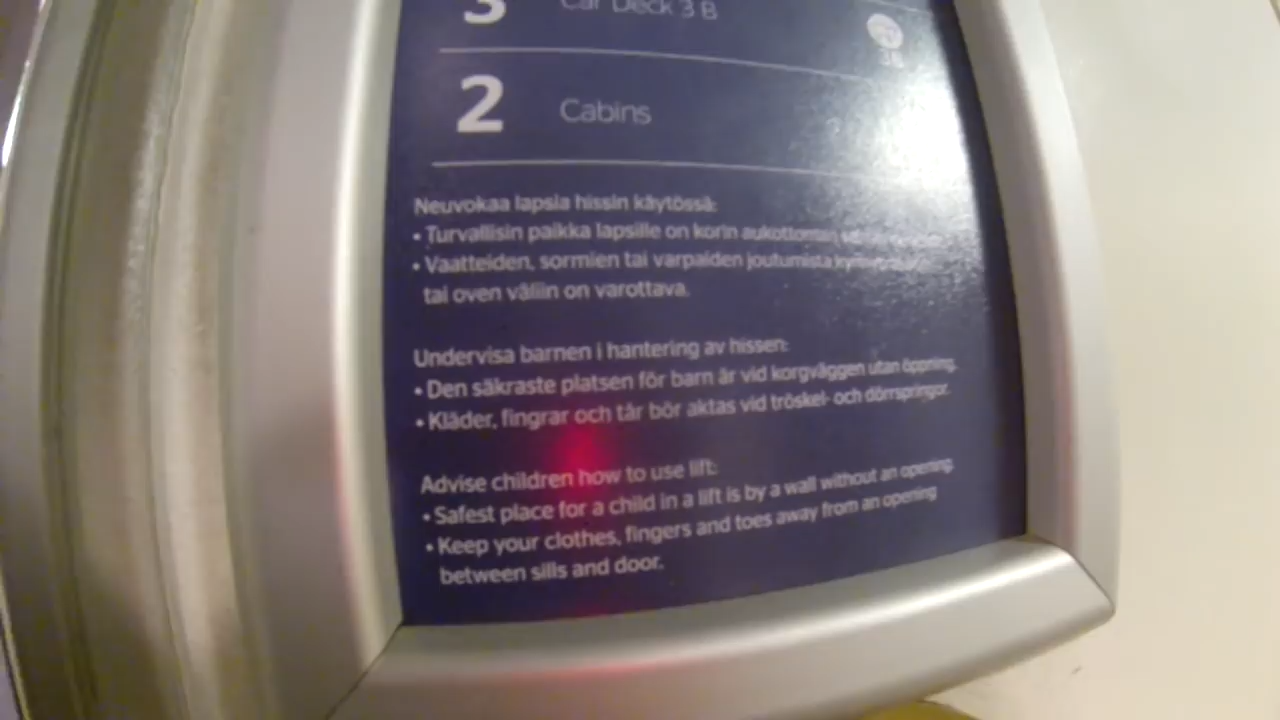 3 Car Deck 3 B
2 Cabins
Neuvokaa lapsia hissin käytössä:
• Turvallisin paikka lapsille on korin aukottoman
• Vaatteiden, sormien tai varpaiden joutumista
tai oven väliin on varottava.
Undervisa barnen i hantering av hissen:
• Den säkraste platsen för barn är vid korgväggen utan öppning.
• Kläder, fingrar och tår bör aktas vid tröskel- och dörrspringor.
Advise children how to use lift:
• Safest place for a child in a lift is by a wall without an opening.
• Keep your clothes, fingers and toes away from an opening
between sills and door.